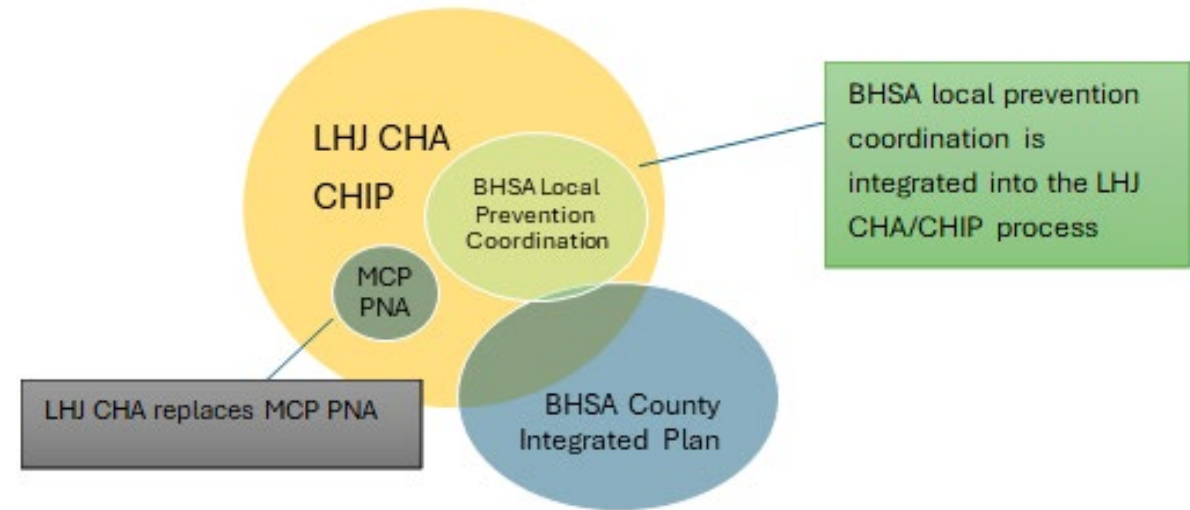 LHJ CHA
CHIP
BHSA Local
Prevention
Coordination
MCP
PNA
BHSA County
Integrated Plan
BHSA local prevention
coordination is
integrated into the LHJ
CHA/CHIP process
LHJ CHA replaces MCP PNA